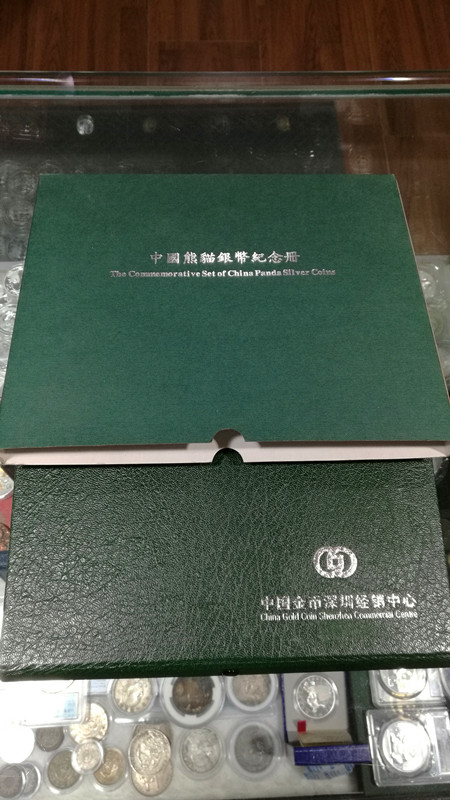 中國熊貓銀幣紀念冊
The Commemorative Set of China Panda Silver Coins
中国金币深圳经销中心
China Gold Coin Shenzhen Commercial Centre